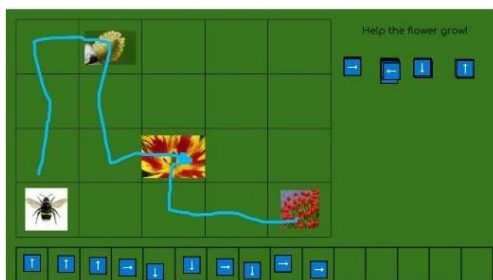 Help the flower grow!
→ ← ↓ ↑
↑ ↑ ↑ → ↓ ↓ → ↓ → →